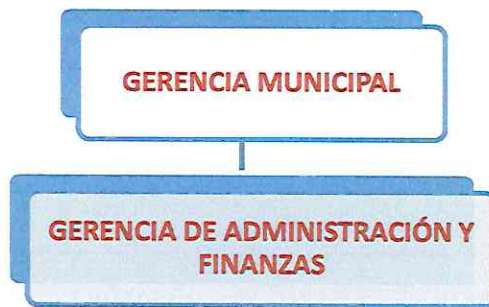 GERENCIA MUNICIPAL
GERENCIA DE ADMINISTRACIÓN Y
FINANZAS